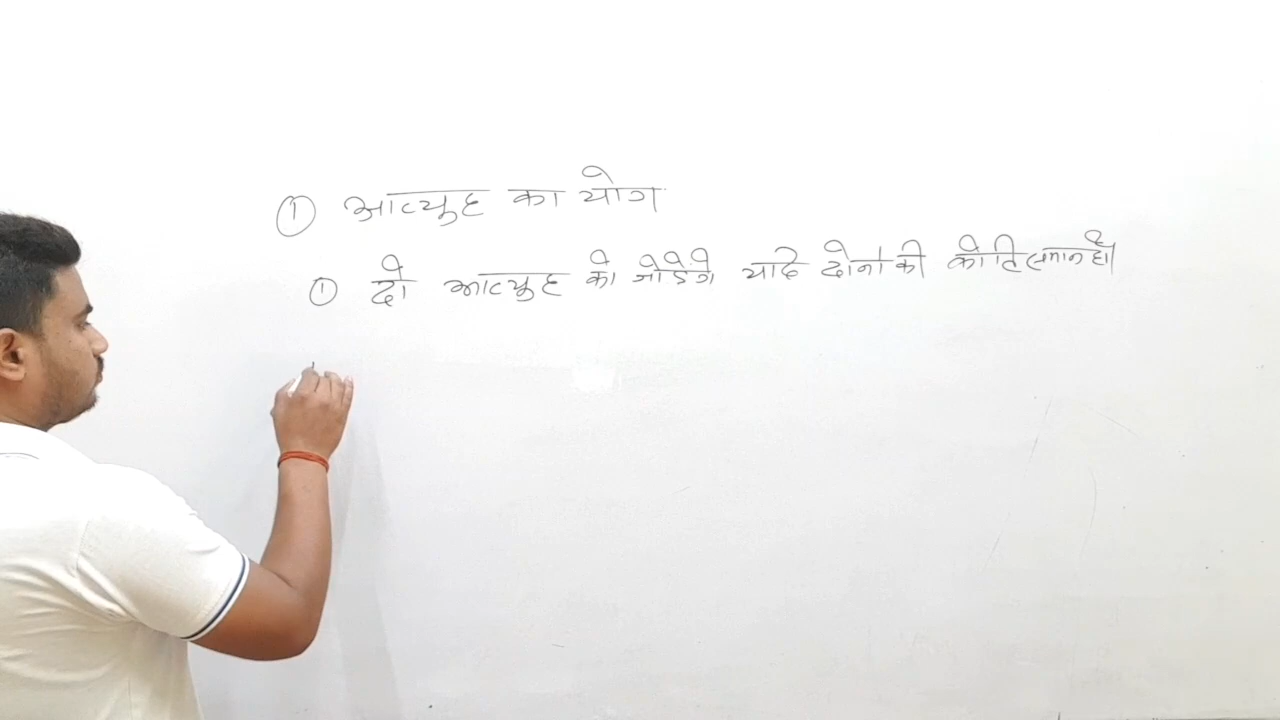 ① आव्यूह का योग
① दो आव्यूह को जोडेगे यदि दोनों की कोटि समान हो।